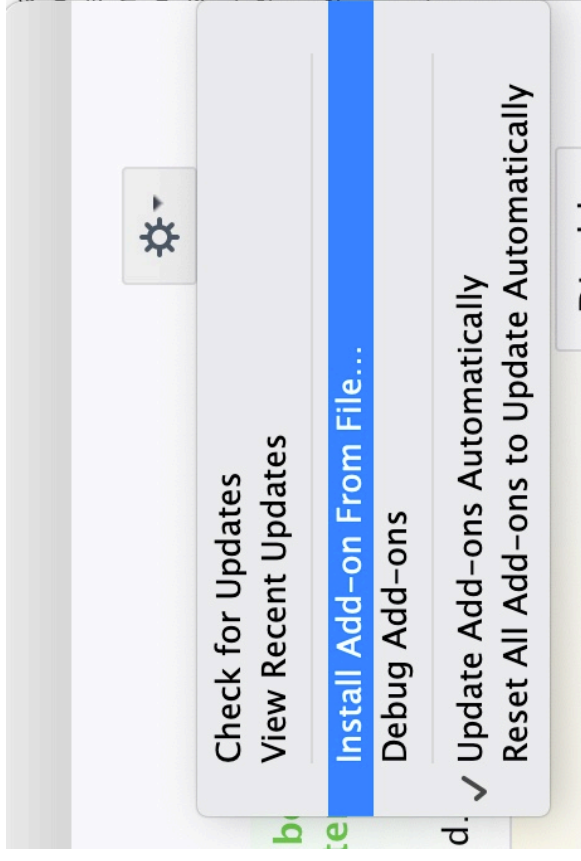 Check for Updates
View Recent Updates
Install Add-on From File...
Debug Add-ons
✓ Update Add-ons Automatically
Reset All Add-ons to Update Automatically
d.